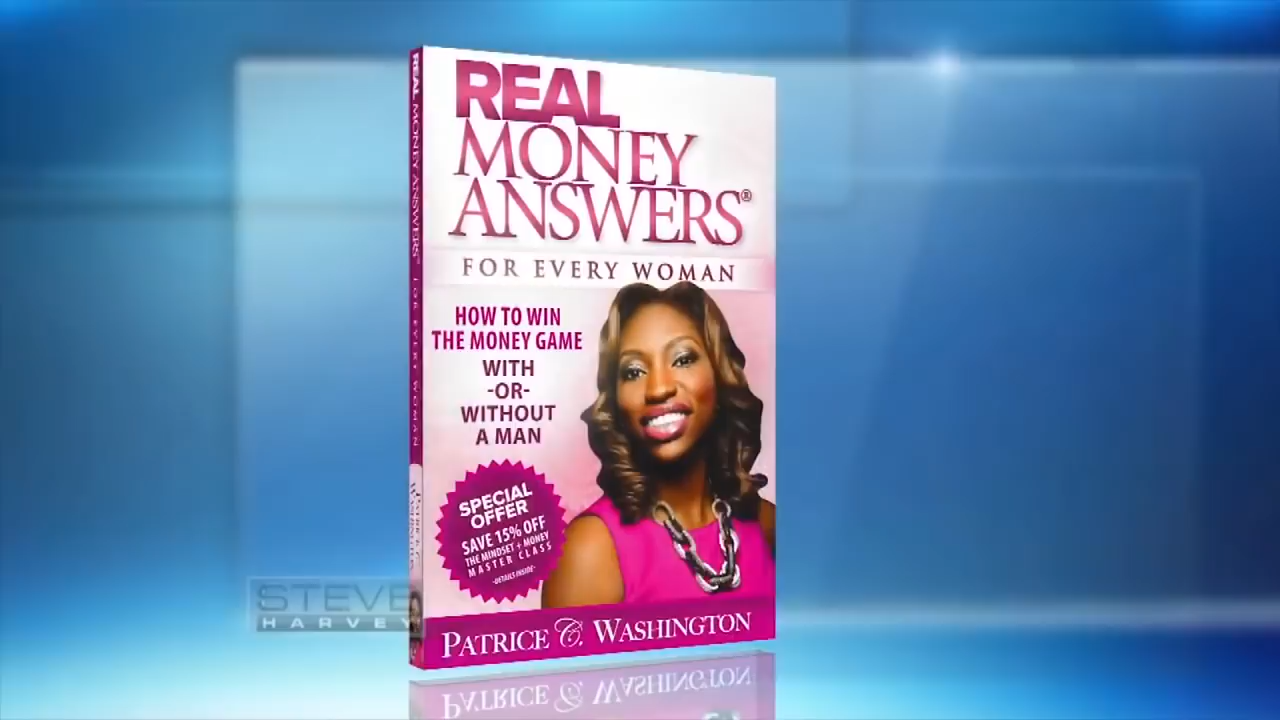 REAL
MONEY
ANSWERS®
FOR EVERY WOMAN
HOW TO WIN
THE MONEY GAME
WITH
-OR-
WITHOUT
A MAN
SPECIAL
OFFER
SAVE 15% OFF
THE MINDSET + MONEY
MASTER CLASS
-DETAILS INSIDE-
PATRICE C. WASHINGTON
REAL MONEY ANSWERS® FOR EVERY WOMAN
STEVE
HARVEY
PATRICE C. WASHINGTON